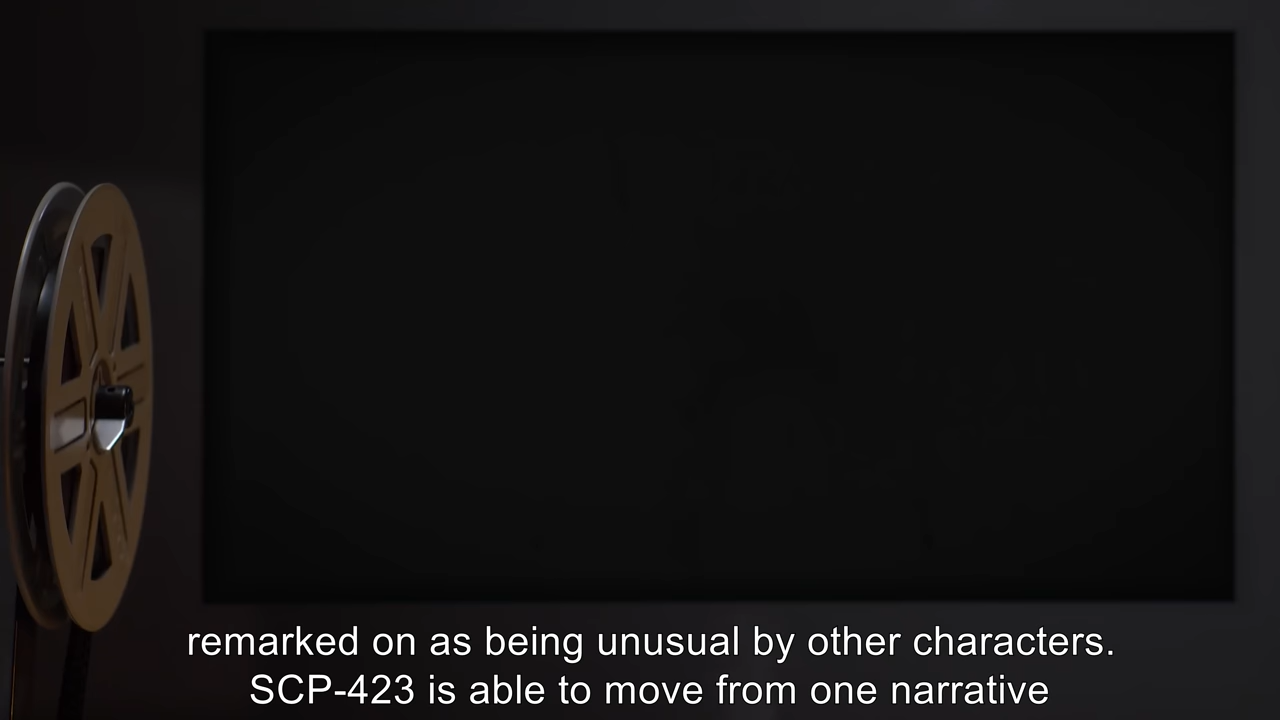 remarked on as being unusual by other characters.
SCP-423 is able to move from one narrative